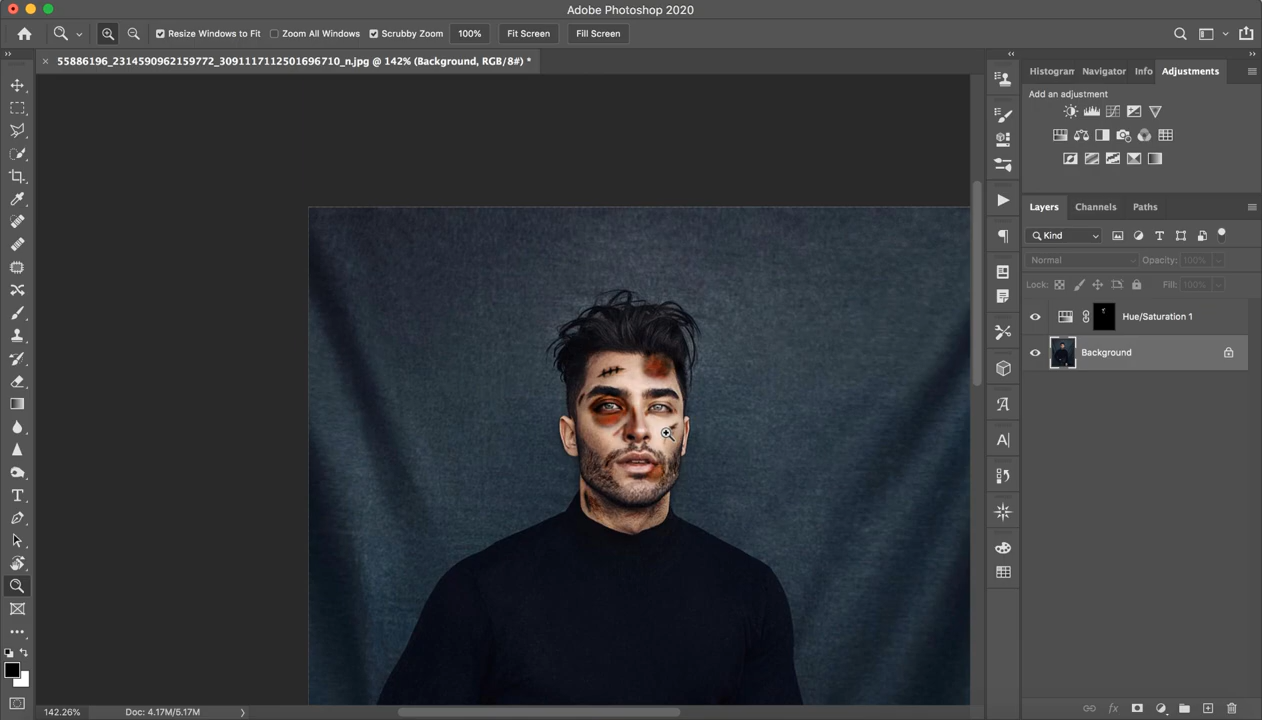 Adobe Photoshop 2020
Resize Windows to Fit Zoom All Windows Scrubby Zoom 100% Fit Screen Fill Screen
55886196_2314590962159772_3091117112501696710_n.jpg @ 142% (Background, RGB/8#) *
Histogram Navigator Info Adjustments
Add an adjustment
Layers Channels Paths
Kind
Normal Opacity: 100%
Lock: Fill: 100%
Hue/Saturation 1
Background
142.26% Doc: 4.17M/5.17M